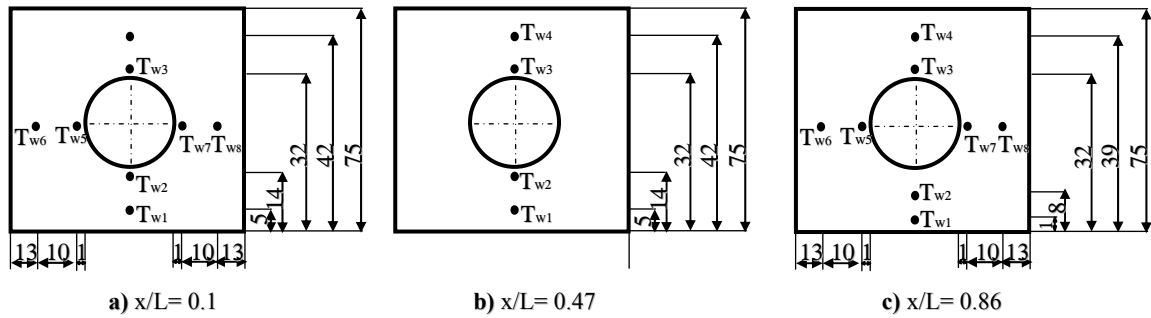 Tw4 Tw4
Tw3 Tw3 Tw3
Tw6 Tw5 Tw7 Tw8 Tw6 Tw5 Tw7 Tw8
32 42 75 32 42 75 32 39 75
Tw2 Tw2 Tw2
14 14 8
Tw1 5 Tw1 5 Tw1 1
13 10 1 1 10 13 13 10 1 1 10 13
a) x/L= 0.1 b) x/L= 0.47 c) x/L= 0.86